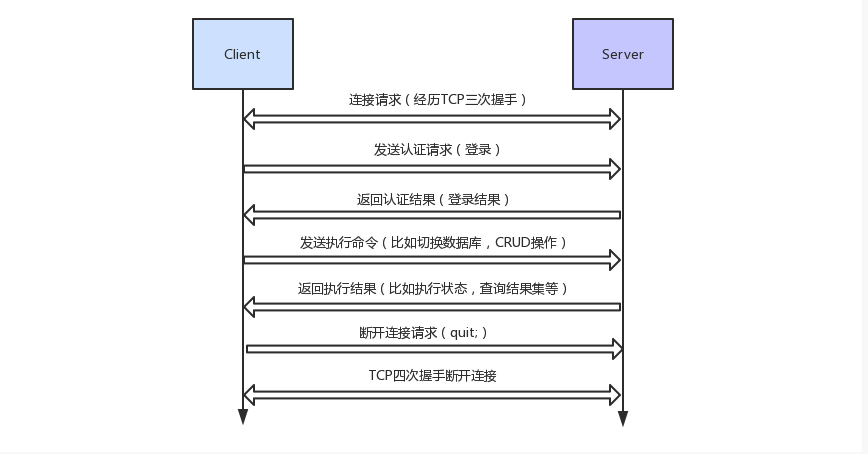 Client
Server
连接请求（经历TCP三次握手）
发送认证请求（登录）
返回认证结果（登录结果）
发送执行命令（比如切换数据库，CRUD操作）
返回执行结果（比如执行状态，查询结果集等）
断开连接请求（quit;）
TCP四次握手断开连接